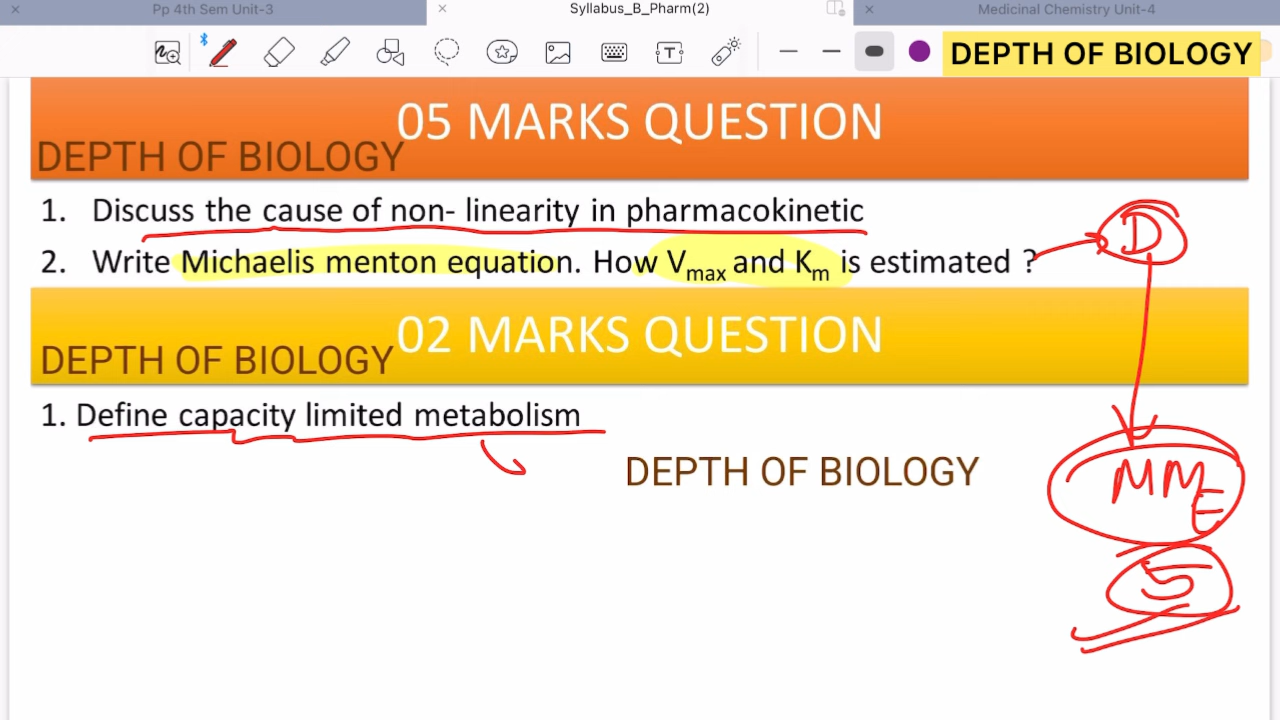 Pp 4th Sem Unit-3
Syllabus_B_Pharm(2)
Medicinal Chemistry Unit-4
T
DEPTH OF BIOLOGY
05 MARKS QUESTION
DEPTH OF BIOLOGY
1. Discuss the cause of non- linearity in pharmacokinetic
D
2. Write Michaelis menton equation. How Vmax and Km is estimated ?
02 MARKS QUESTION
DEPTH OF BIOLOGY
1. Define capacity limited metabolism
DEPTH OF BIOLOGY
MME
5